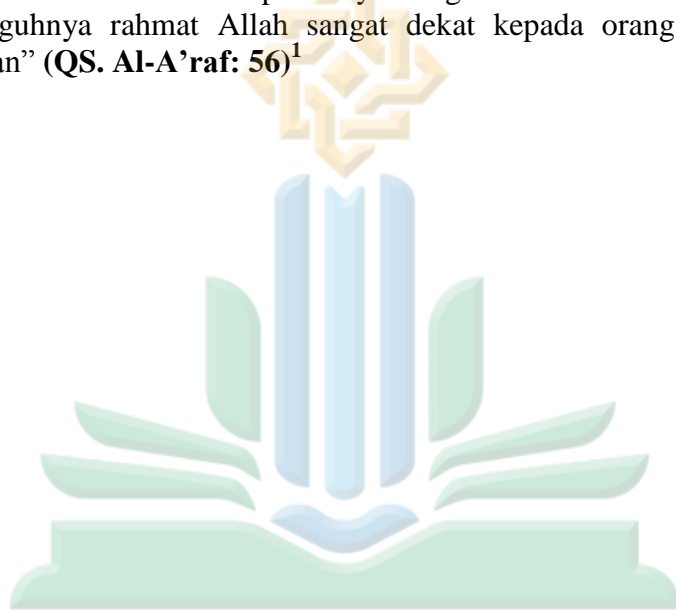 guhnya rahmat Allah sangat dekat kepada orang
an” (QS. Al-A’raf: 56)1